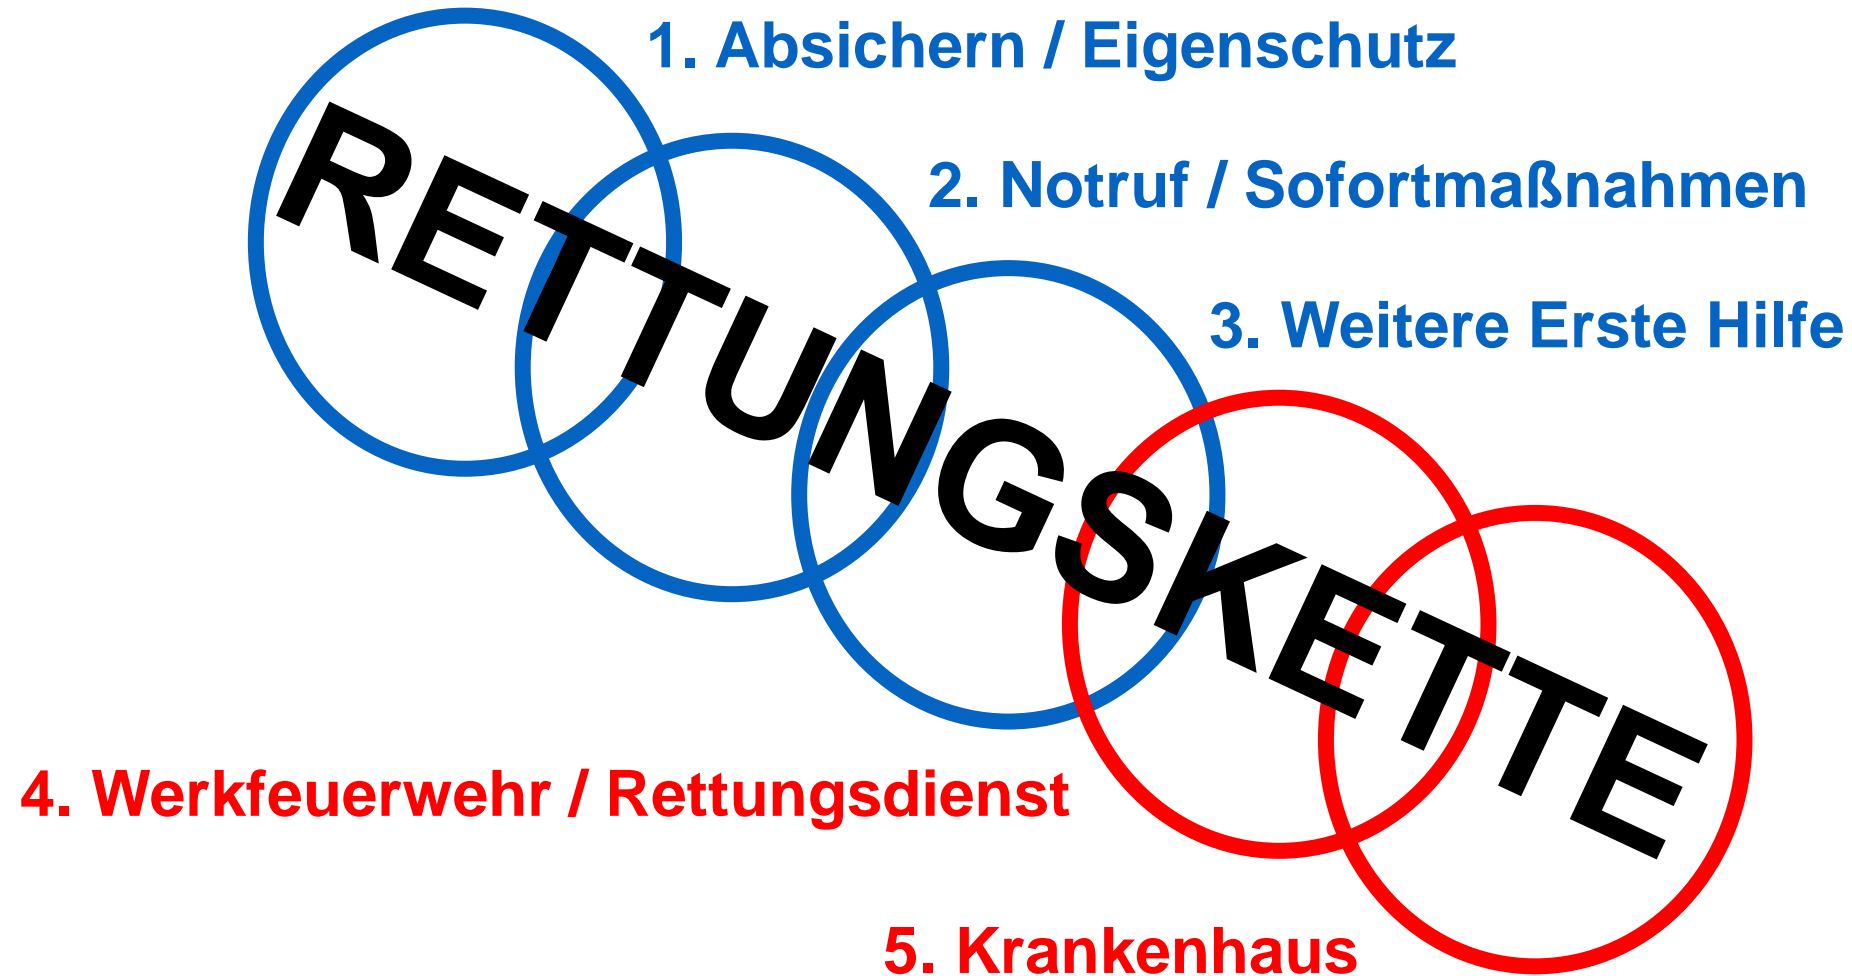 1. Absichern / Eigenschutz
RETTUNGSKETTE
2. Notruf / Sofortmaßnahmen
3. Weitere Erste Hilfe
4. Werkfeuerwehr / Rettungsdienst
5. Krankenhaus